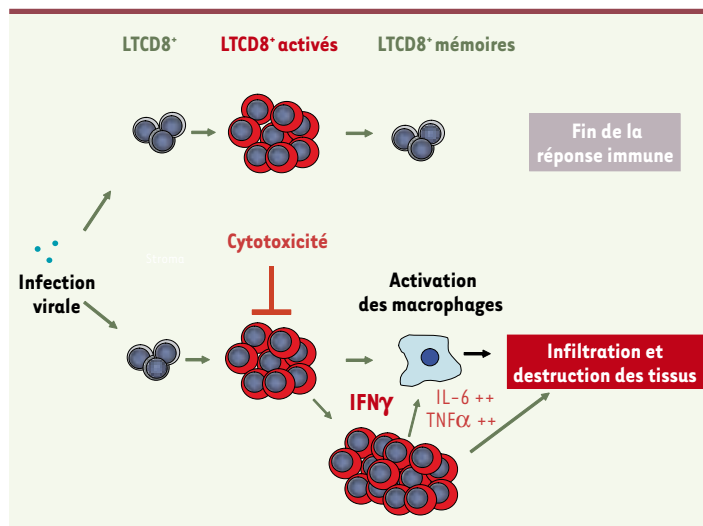 LTCD8+
LTCD8+ activés
LTCD8+ mémoires
Fin de la
réponse immune
Cytotoxicité
Stroma
Infection
virale
Activation
des macrophages
Infiltration et
destruction des tissus
IFNγ
IL-6 ++
TNFα ++